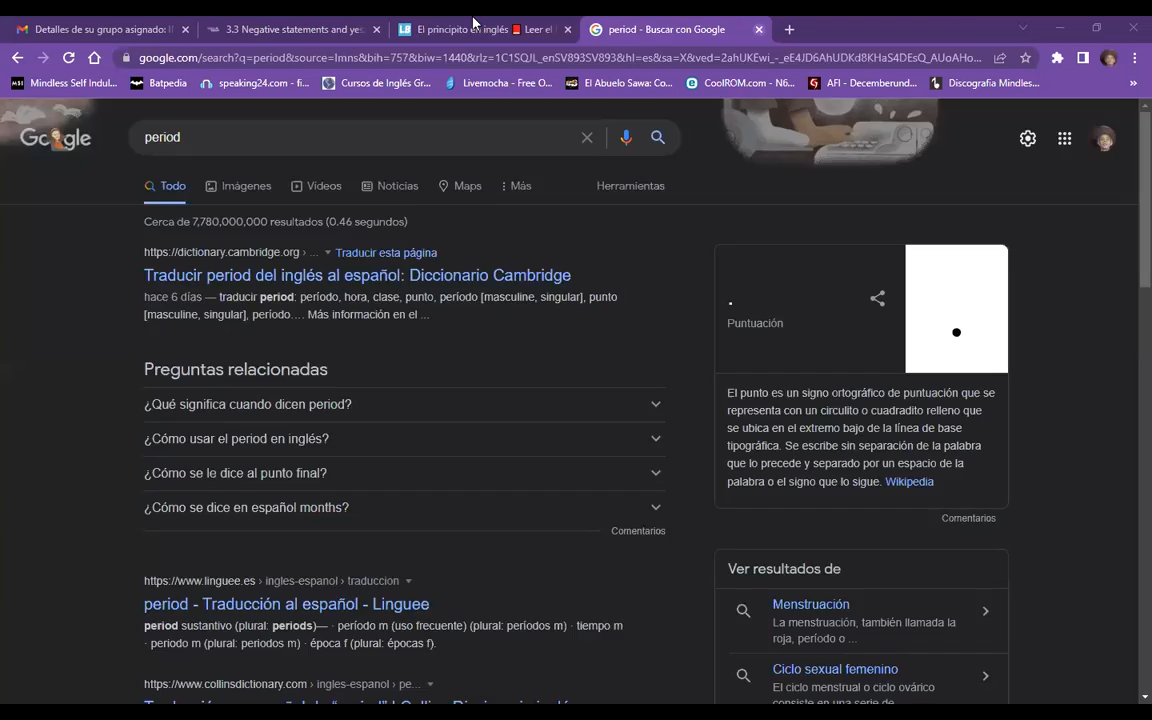 Detalles de su grupo asignado: I
3.3 Negative statements and yes
El principito en inglés 📕 Leer el
period - Buscar con Google
google.com/search?q=period&source=lmns&bih=757&biw=1440&rlz=1C1SQJL_enSV893SV893&hl=es&sa=X&ved=2ahUKEwi_-_eE4JD6AhUDKd8KHaS4DEsQ_AUoAHo...
Mindless Self Indul...
Batpedia
speaking24.com – fi...
Cursos de Inglés Gr...
Livemocha - Free O...
El Abuelo Sawa: Co...
CoolROM.com - N6...
AFI - Decemberund...
Discografía Mindles...
Google
period
Todo
Imágenes
Videos
Noticias
Maps
Más
Herramientas
Cerca de 7,780,000,000 resultados (0.46 segundos)
https://dictionary.cambridge.org › ...
Traducir esta página
Traducir period del inglés al español: Diccionario Cambridge
hace 6 días — traducir period: período, hora, clase, punto, período [masculine, singular], punto
[masculine, singular], período.... Más información en el ...
Preguntas relacionadas
¿Qué significa cuando dicen period?
¿Cómo usar el period en inglés?
¿Cómo se le dice al punto final?
¿Cómo se dice en español months?
Comentarios
https://www.linguee.es › ingles-espanol › traduccion
period - Traducción al español - Linguee
period sustantivo (plural: periods)— · período m (uso frecuente) (plural: períodos m) · tiempo m
· periodo m (plural: periodos m) · época f (plural: épocas f).
https://www.collinsdictionary.com › ingles-espanol › pe...
.
Puntuación
El punto es un signo ortográfico de puntuación que se
representa con un circulito o cuadradito relleno que
se ubica en el extremo bajo de la línea de base
tipográfica. Se escribe sin separación de la palabra
que lo precede y separado por un espacio de la
palabra o el signo que lo sigue. Wikipedia
Comentarios
Ver resultados de
Menstruación
La menstruación, también llamada la
roja, período o ...
Ciclo sexual femenino
El ciclo menstrual o ciclo ovárico
consiste en una serie de